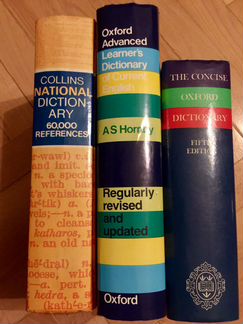 COLLINS
NATIONAL
DICTION-
ARY
60,000
REFERENCES
Oxford
Advanced
Learner's
Dictionary
of Current
English
A S Hornby
Regularly
revised
and
updated
Oxford
THE CONCISE
OXFORD
DICTIONARY
FIFTH
EDITION